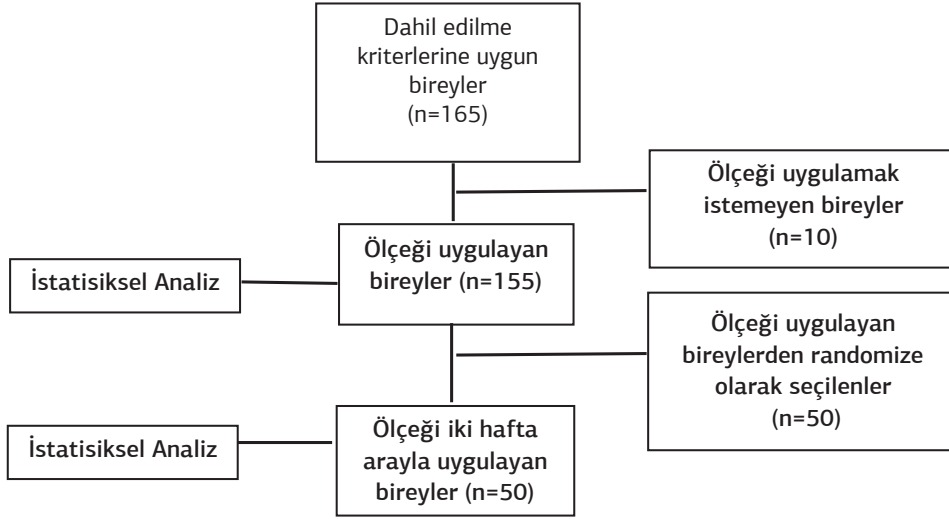 Dahil edilme
kriterlerine uygun
bireyler
(n=165)
Ölçeği uygulamak
istemeyen bireyler
(n=10)
Ölçeği uygulayan
bireyler (n=155)
İstatisiksel Analiz
Ölçeği uygulayan
bireylerden randomize
olarak seçilenler
(n=50)
Ölçeği iki hafta
arayla uygulayan
bireyler (n=50)
İstatisiksel Analiz